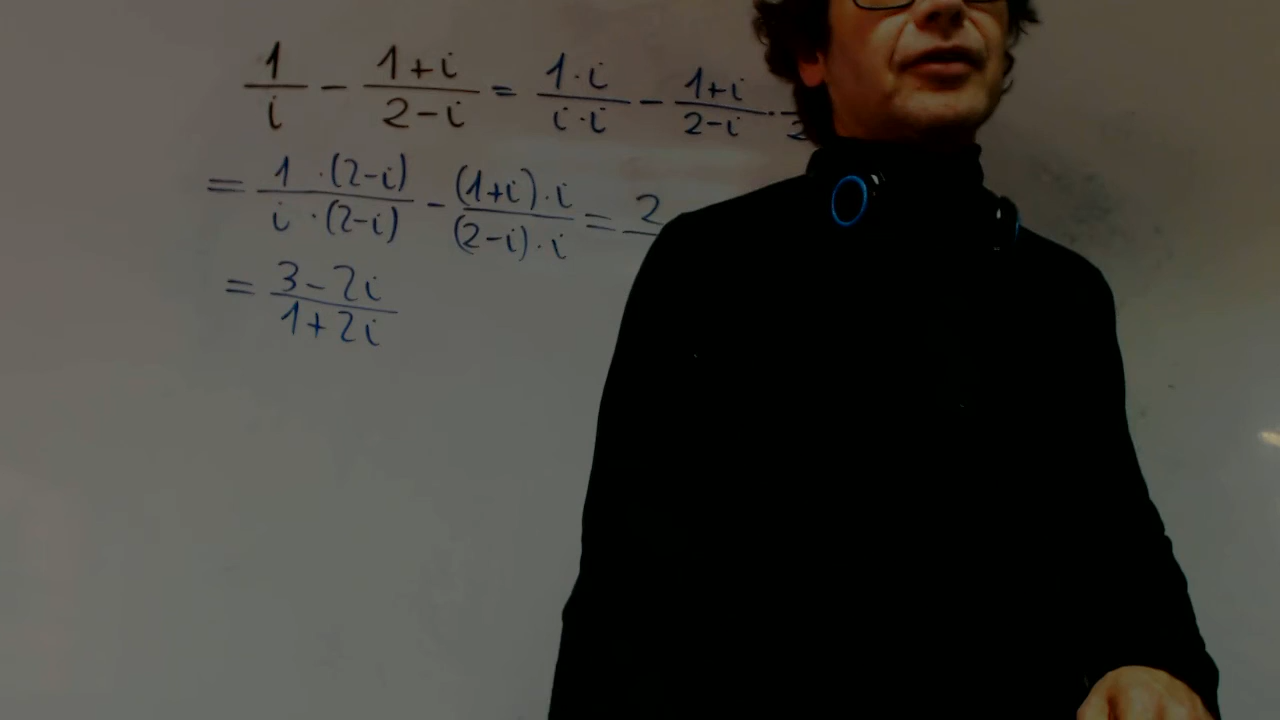 1/i - (1+i)/(2-i) = (1·i)/(i·i) - (1+i)/(2-i) ·
= (1·(2-i))/(i·(2-i)) - ((1+i)·i)/((2-i)·i) = 2
= (3-2i)/(1+2i)